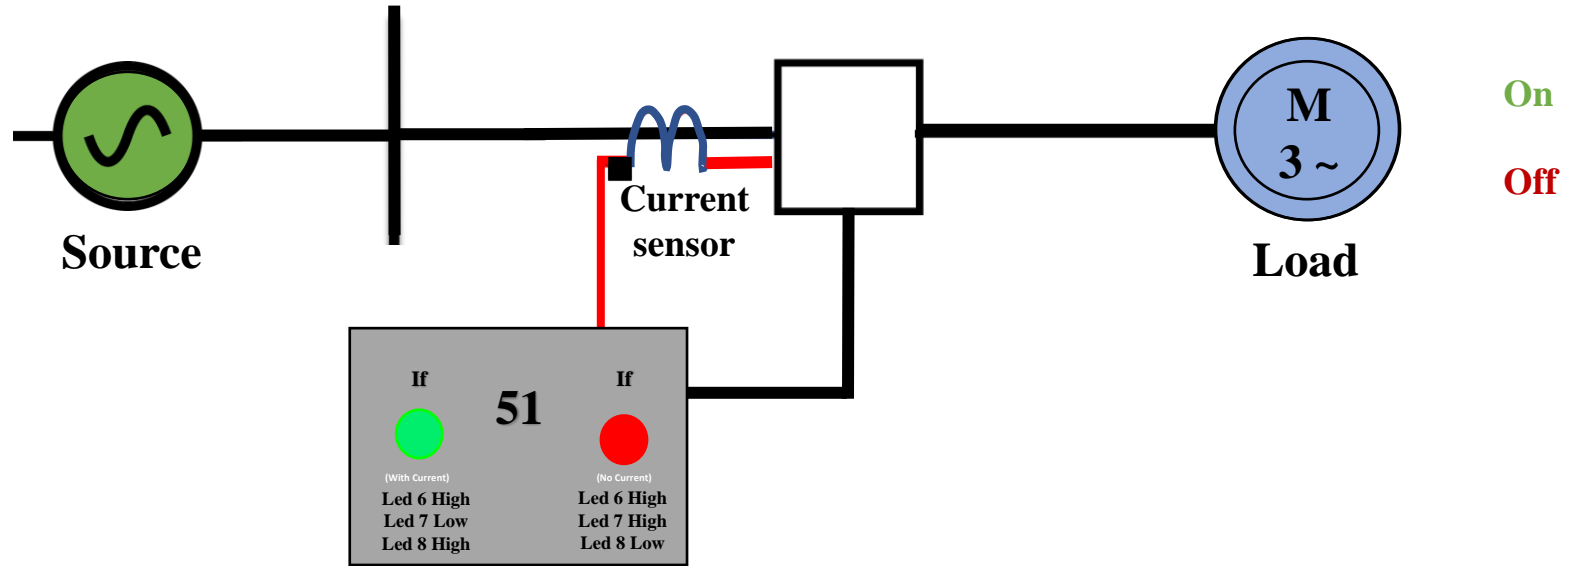 Source
Current
sensor
M
3 ~
Load
On
Off
51
If
(With Current)
Led 6 High
Led 7 Low
Led 8 High
If
(No Current)
Led 6 High
Led 7 High
Led 8 Low